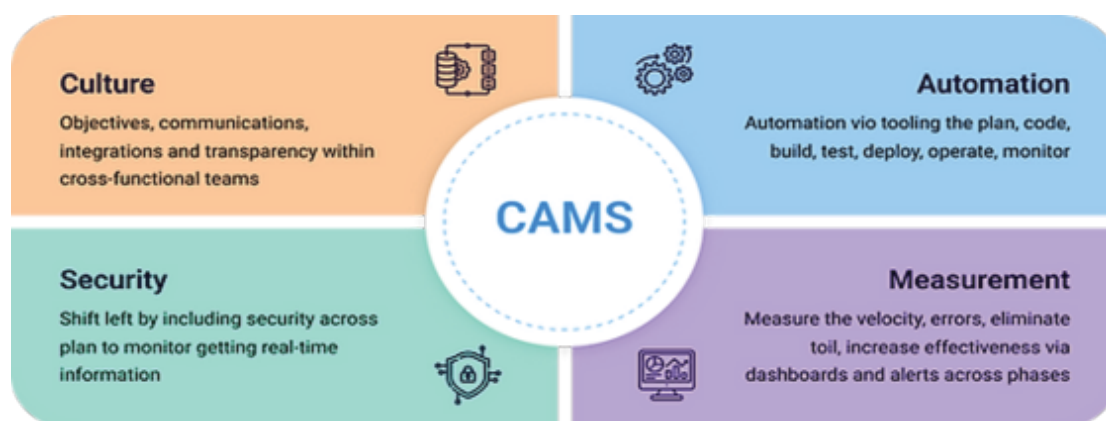 Culture
Objectives, communications,
integrations and transparency within
cross-functional teams
Automation
Automation vio tooling the plan, code,
build, test, deploy, operate, monitor
CAMS
Security
Shift left by including security across
plan to monitor getting real-time
information
Measurement
Measure the velocity, errors, eliminate
toil, increase effectiveness via
dashboards and alerts across phases